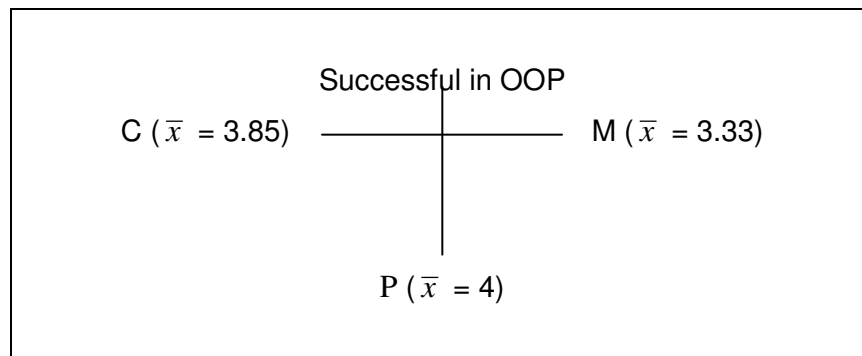 Successful in OOP
C ( x̅ = 3.85)
M ( x̅ = 3.33)
P ( x̅ = 4)